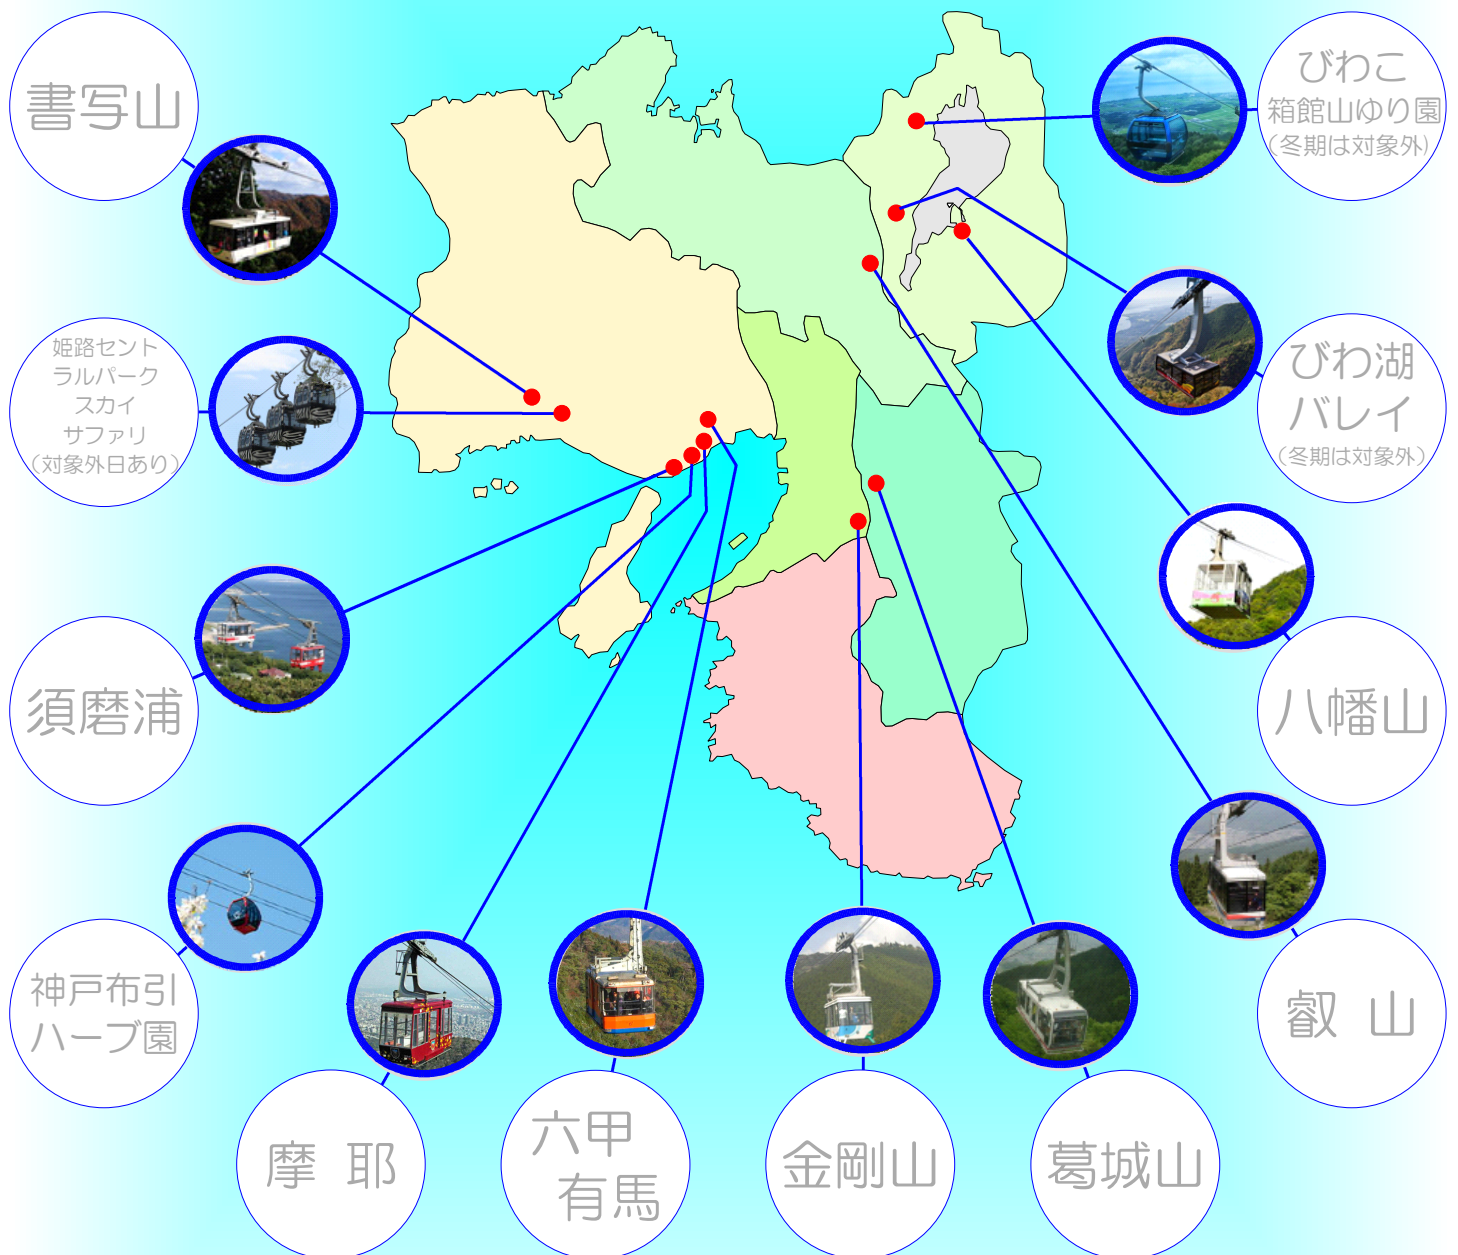 書写山
びわこ
箱館山ゆり園
(冬期は対象外)
姫路セント
ラルパーク
スカイ
サファリ
(対象外日あり)
びわ湖
バレイ
(冬期は対象外)
須磨浦
八幡山
神戸布引
ハーブ園
叡 山
摩 耶
六甲
有馬
金剛山
葛城山